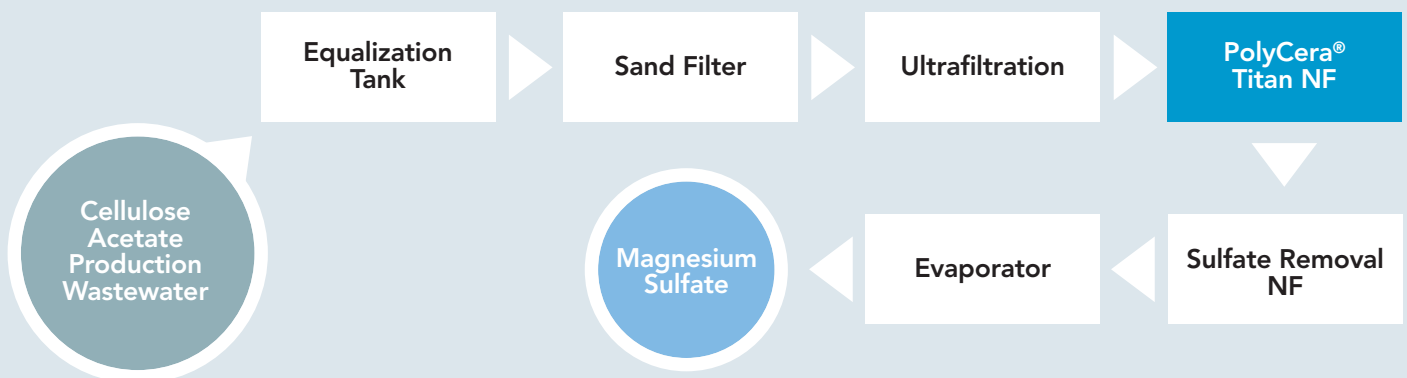 Equalization
Tank
Sand Filter
Ultrafiltration
PolyCera®
Titan NF
Cellulose
Acetate
Production
Wastewater
Magnesium
Sulfate
Evaporator
Sulfate Removal
NF